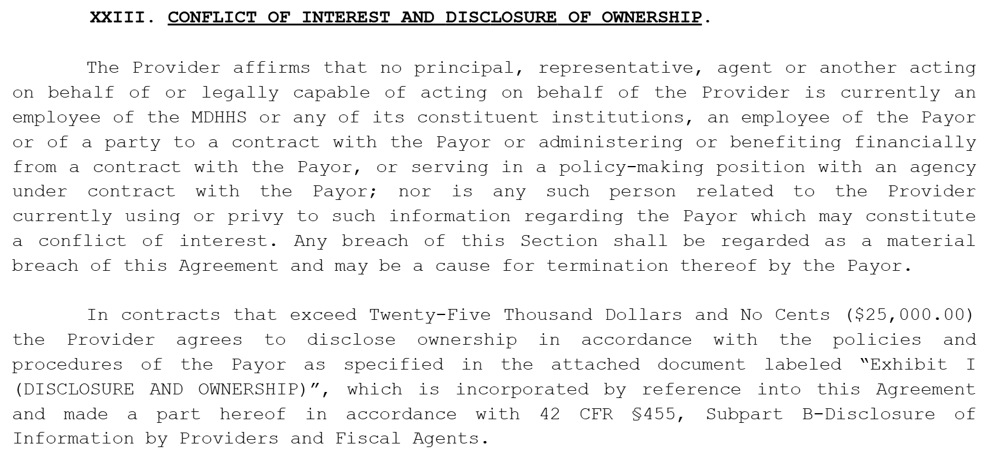 XXIII. CONFLICT OF INTEREST AND DISCLOSURE OF OWNERSHIP.
The Provider affirms that no principal, representative, agent or another acting
on behalf of or legally capable of acting on behalf of the Provider is currently an
employee of the MDHHS or any of its constituent institutions, an employee of the Payor
or of a party to a contract with the Payor or administering or benefiting financially
from a contract with the Payor, or serving in a policy-making position with an agency
under contract with the Payor; nor is any such person related to the Provider
currently using or privy to such information regarding the Payor which may constitute
a conflict of interest. Any breach of this Section shall be regarded as a material
breach of this Agreement and may be a cause for termination thereof by the Payor.
In contracts that exceed Twenty-Five Thousand Dollars and No Cents ($25,000.00)
the Provider agrees to disclose ownership in accordance with the policies and
procedures of the Payor as specified in the attached document labeled “Exhibit I
(DISCLOSURE AND OWNERSHIP)”, which is incorporated by reference into this Agreement
and made a part hereof in accordance with 42 CFR §455, Subpart B-Disclosure of
Information by Providers and Fiscal Agents.